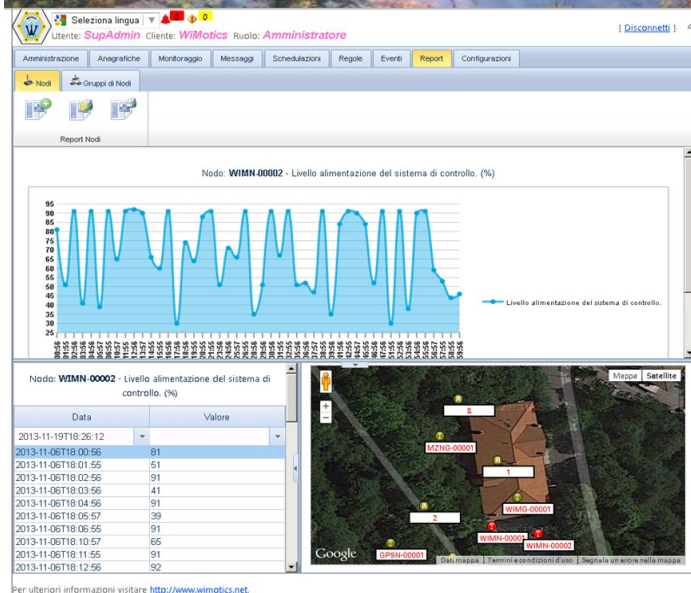 Seleziona lingua 0 0
Utente: SupAdmin Cliente: WiMotics Ruolo: Amministratore
[ Disconnetti ]
Amministrazione Anagrafiche Monitoraggio Messaggi Schedulazioni Regole Eventi Report Configurazioni
Nodi Gruppi di Nodi
Report Nodi
Nodo: WIMN-00002 - Livello alimentazione del sistema di controllo. (%)
95
90
85
80
75
70
65
60
55
50
45
40
35
30
25
Livello alimentazione del sistema di controllo.
Nodo: WIMN-00002 - Livello alimentazione del sistema di
controllo. (%)
Data Valore
2013-11-19T18:26:12
2013-11-06T18:00:56 81
2013-11-06T18:01:55 51
2013-11-06T18:02:56 91
2013-11-06T18:03:56 41
2013-11-06T18:04:56 91
2013-11-06T18:05:57 39
2013-11-06T18:06:55 91
2013-11-06T18:10:57 65
2013-11-06T18:11:55 91
2013-11-06T18:12:56 92
Mappa Satellite
8
MZNG-00001
1
WIMG-00001
2
WIMN-00001
WIMN-00002
GPSN-00001
Google
Dati mappa Termini e condizioni d'uso Segnala un errore nella mappa
Per ulteriori informazioni visitare http://www.wimotics.net.